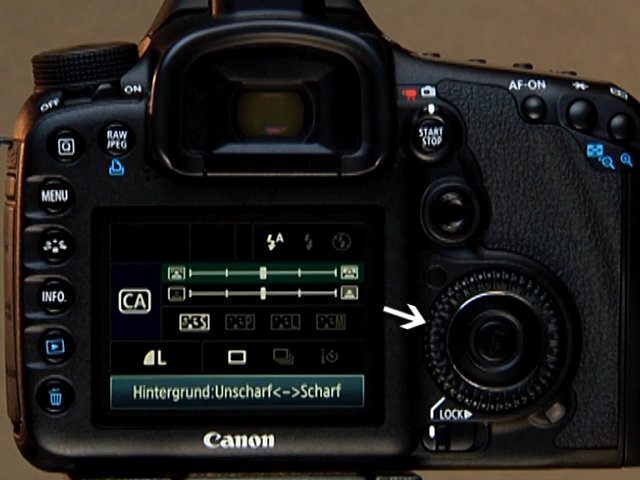 OFF
ON
AF-ON
RAW
JPEG
START
STOP
MENU
INFO.
A
CA
L
Hintergrund:Unscharf<->Scharf
LOCK
Canon